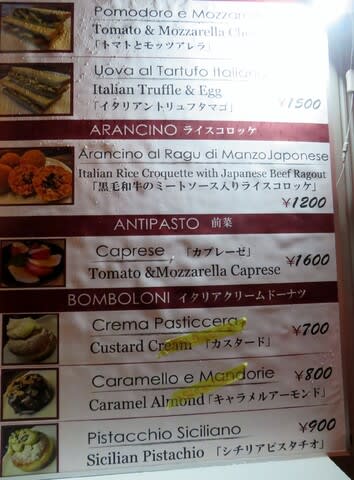 Pomodoro e Mozzar
Tomato & Mozzarella Che
「トマトとモッツアレラ」
Uova al Tartufo Italiano
Italian Truffle & Egg
「イタリアントリュフタマゴ」 ¥1500
ARANCINO ライスコロッケ
Arancino al Ragu di Manzo Japonese
Italian Rice Croquette with Japanese Beef Ragout
「黒毛和牛のミートソース入りライスコロッケ」
¥1200
ANTIPASTO 前菜
Caprese 「カプレーゼ」 ¥1600
Tomato &Mozzarella Caprese
BOMBOLONI イタリアクリームドーナツ
Crema Pasticcera ¥700
Custard Cream 「カスタード」
Caramello e Mandorie ¥800
Caramel Almond「キャラメルアーモンド」
Pistacchio Siciliano ¥900
Sicilian Pistachio 「シチリアピスタチオ」